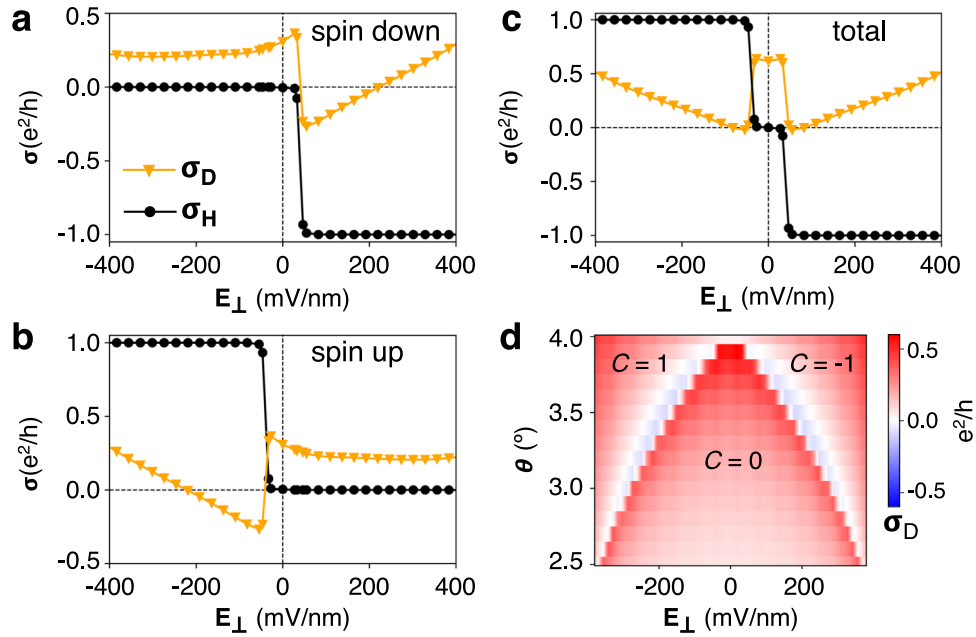 a
spin down
0.5
0.0
-0.5
-1.0
σ(e²/h)
σ_D
σ_H
-400 -200 0 200 400
E⊥ (mV/nm)
b
spin up
1.0
0.5
0.0
-0.5
σ(e²/h)
-400 -200 0 200 400
E⊥ (mV/nm)
c
total
1.0
0.5
0.0
-0.5
-1.0
σ(e²/h)
-400 -200 0 200 400
E⊥ (mV/nm)
d
4.0
3.5
3.0
2.5
θ (°)
C = 1
C = -1
C = 0
-200 0 200
E⊥ (mV/nm)
0.5
0.0
-0.5
e²/h
σ_D